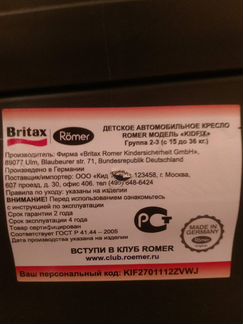 Britax Römer
ДЕТСКОЕ АВТОМОБИЛЬНОЕ КРЕСЛО
ROMER МОДЕЛЬ «KIDFIX»
Группа 2-3 (с 15 до 36 кг.)
Изготовитель: Фирма «Britax Romer Kindersicherheit GmbH»,
89077 Ulm, Blaubeurer str. 71, Bundesrepublik Deutschland
Произведено в Германии
Поставщик/импортер: ООО «Кид 123458, г. Москва,
607 проезд, д. 30, офис 406. тел (495) 648-6424
Правила по уходу: указаны на изделии
ВНИМАНИЕ! Перед использованием ознакомьтесь
с инструкцией по эксплуатации
Срок гарантии 2 года
Срок эксплуатации 4 года
Товар сертифицирован
Соответствует ГОСТ Р 41.44 — 2005
Дата производства указана на изделии
РСТ
MADE IN GERMANY
Römer
ВСТУПИ В КЛУБ ROMER
www.club.roemer.ru
Ваш персональный код: KIF2701112ZVWJ